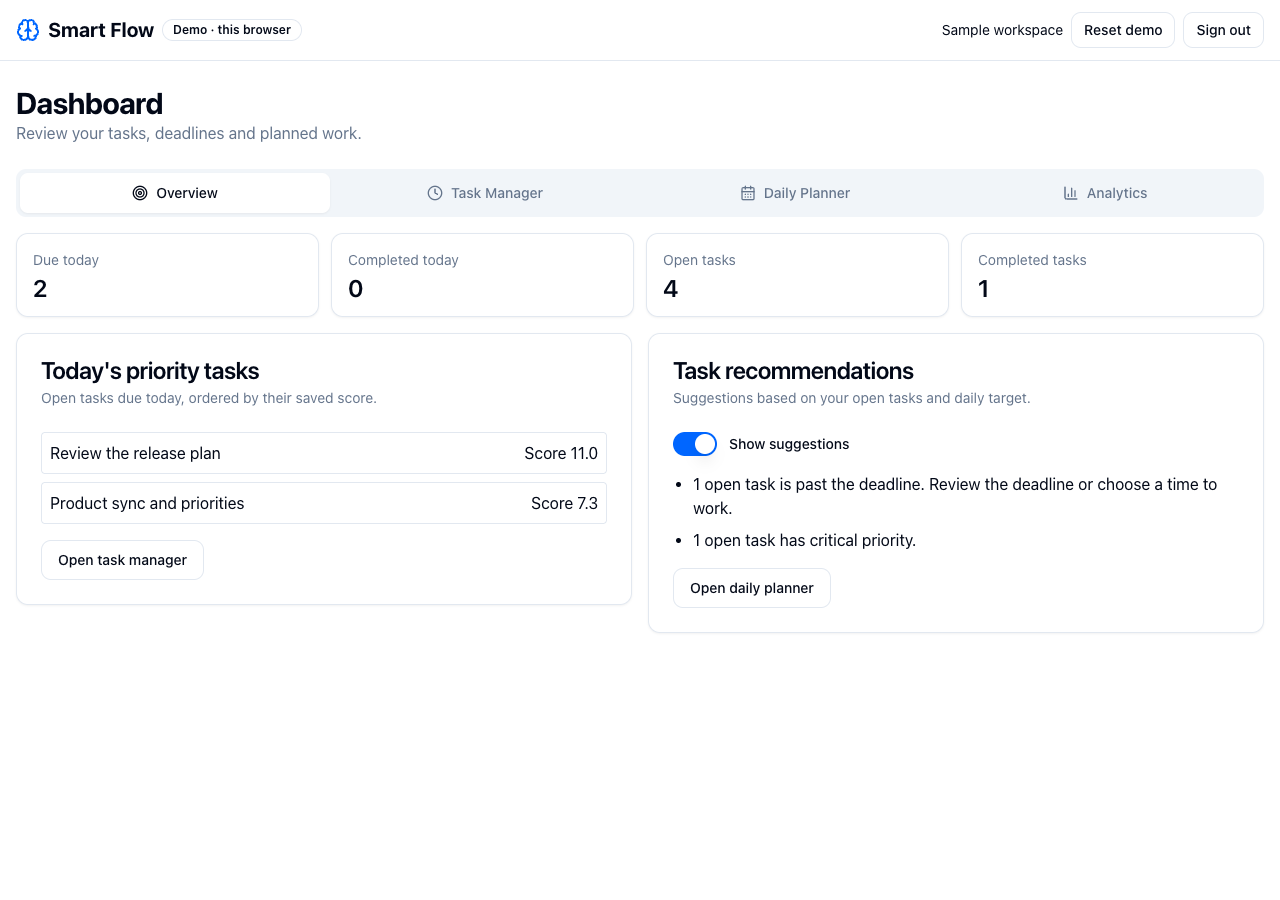 Smart Flow
Demo · this browser
Sample workspace
Reset demo
Sign out
Dashboard
Review your tasks, deadlines and planned work.
Overview
Task Manager
Daily Planner
Analytics
Due today
2
Completed today
0
Open tasks
4
Completed tasks
1
Today's priority tasks
Open tasks due today, ordered by their saved score.
Review the release plan
Score 11.0
Product sync and priorities
Score 7.3
Open task manager
Task recommendations
Suggestions based on your open tasks and daily target.
Show suggestions
• 1 open task is past the deadline. Review the deadline or choose a time to
work.
• 1 open task has critical priority.
Open daily planner